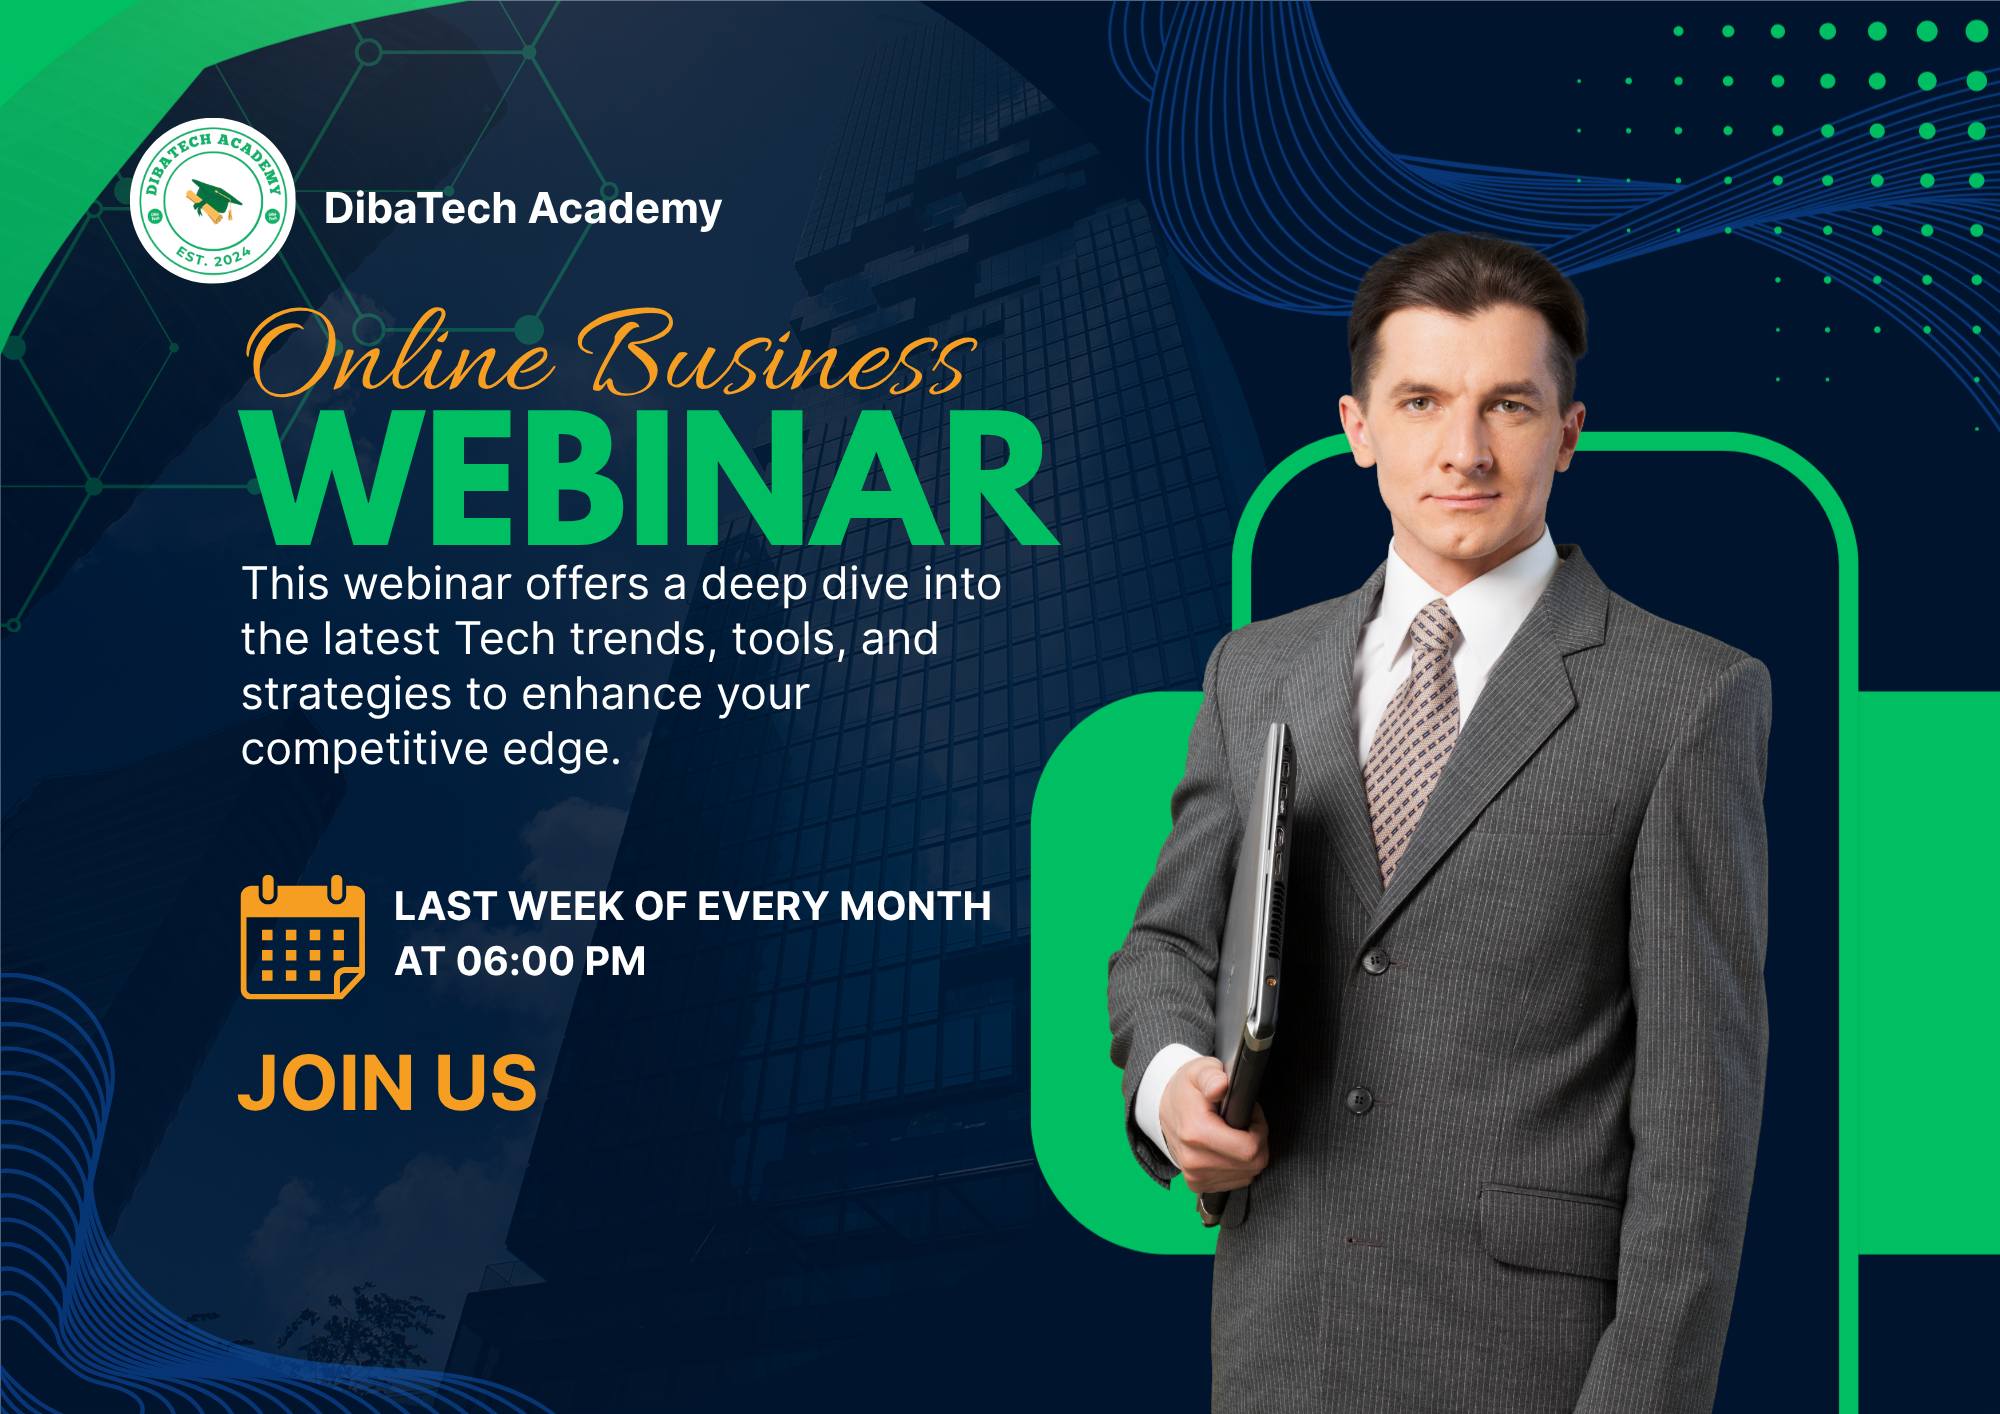 DIBATECH ACADEMY
EST. 2024
DibaTech Academy
Online Business
WEBINAR
This webinar offers a deep dive into
the latest Tech trends, tools, and
strategies to enhance your
competitive edge.
LAST WEEK OF EVERY MONTH
AT 06:00 PM
JOIN US